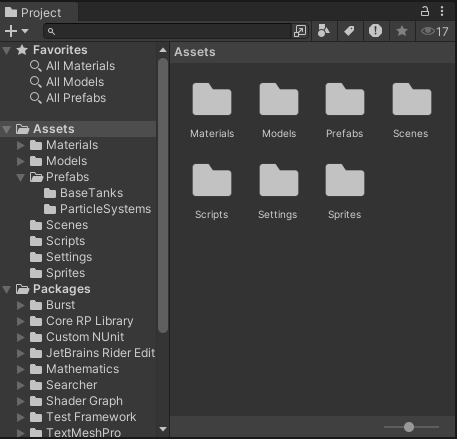 Project
17
Favorites
All Materials
All Models
All Prefabs
Assets
Materials
Models
Prefabs
BaseTanks
ParticleSystems
Scenes
Scripts
Settings
Sprites
Packages
Burst
Core RP Library
Custom NUnit
JetBrains Rider Edit
Mathematics
Searcher
Shader Graph
Test Framework
TextMeshPro
Assets
Materials Models Prefabs Scenes
Scripts Settings Sprites